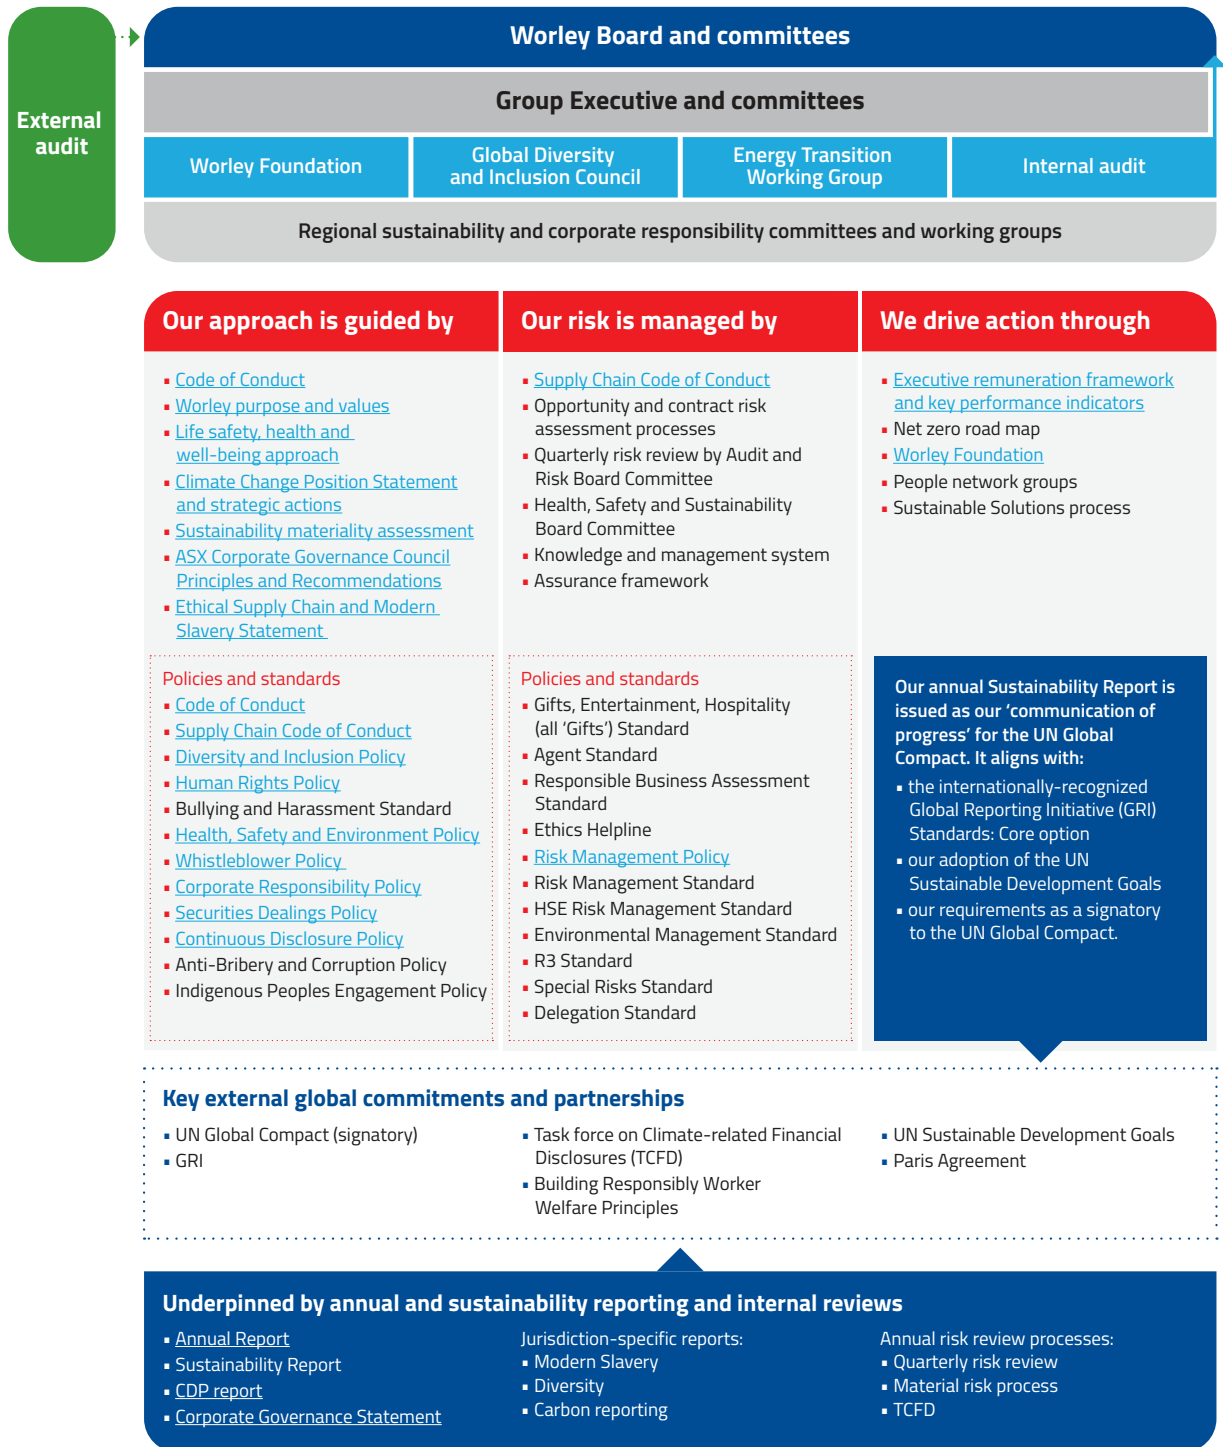 External
audit
Worley Board and committees
Group Executive and committees
Worley Foundation
Global Diversity
and Inclusion Council
Energy Transition
Working Group
Internal audit
Regional sustainability and corporate responsibility committees and working groups
Our approach is guided by
▪ Code of Conduct
▪ Worley purpose and values
▪ Life safety, health and
well-being approach
▪ Climate Change Position Statement
and strategic actions
▪ Sustainability materiality assessment
▪ ASX Corporate Governance Council
Principles and Recommendations
▪ Ethical Supply Chain and Modern
Slavery Statement
Policies and standards
▪ Code of Conduct
▪ Supply Chain Code of Conduct
▪ Diversity and Inclusion Policy
▪ Human Rights Policy
▪ Bullying and Harassment Standard
▪ Health, Safety and Environment Policy
▪ Whistleblower Policy
▪ Corporate Responsibility Policy
▪ Securities Dealings Policy
▪ Continuous Disclosure Policy
▪ Anti-Bribery and Corruption Policy
▪ Indigenous Peoples Engagement Policy
Our risk is managed by
▪ Supply Chain Code of Conduct
▪ Opportunity and contract risk
assessment processes
▪ Quarterly risk review by Audit and
Risk Board Committee
▪ Health, Safety and Sustainability
Board Committee
▪ Knowledge and management system
▪ Assurance framework
Policies and standards
▪ Gifts, Entertainment, Hospitality
(all ‘Gifts’) Standard
▪ Agent Standard
▪ Responsible Business Assessment
Standard
▪ Ethics Helpline
▪ Risk Management Policy
▪ Risk Management Standard
▪ HSE Risk Management Standard
▪ Environmental Management Standard
▪ R3 Standard
▪ Special Risks Standard
▪ Delegation Standard
We drive action through
▪ Executive remuneration framework
and key performance indicators
▪ Net zero road map
▪ Worley Foundation
▪ People network groups
▪ Sustainable Solutions process
Our annual Sustainability Report is
issued as our ‘communication of
progress’ for the UN Global
Compact. It aligns with:
▪ the internationally-recognized
Global Reporting Initiative (GRI)
Standards: Core option
▪ our adoption of the UN
Sustainable Development Goals
▪ our requirements as a signatory
to the UN Global Compact.
Key external global commitments and partnerships
▪ UN Global Compact (signatory)
▪ GRI
▪ Task force on Climate-related Financial
Disclosures (TCFD)
▪ Building Responsibly Worker
Welfare Principles
▪ UN Sustainable Development Goals
▪ Paris Agreement
Underpinned by annual and sustainability reporting and internal reviews
▪ Annual Report
▪ Sustainability Report
▪ CDP report
▪ Corporate Governance Statement
Jurisdiction-specific reports:
▪ Modern Slavery
▪ Diversity
▪ Carbon reporting
Annual risk review processes:
▪ Quarterly risk review
▪ Material risk process
▪ TCFD